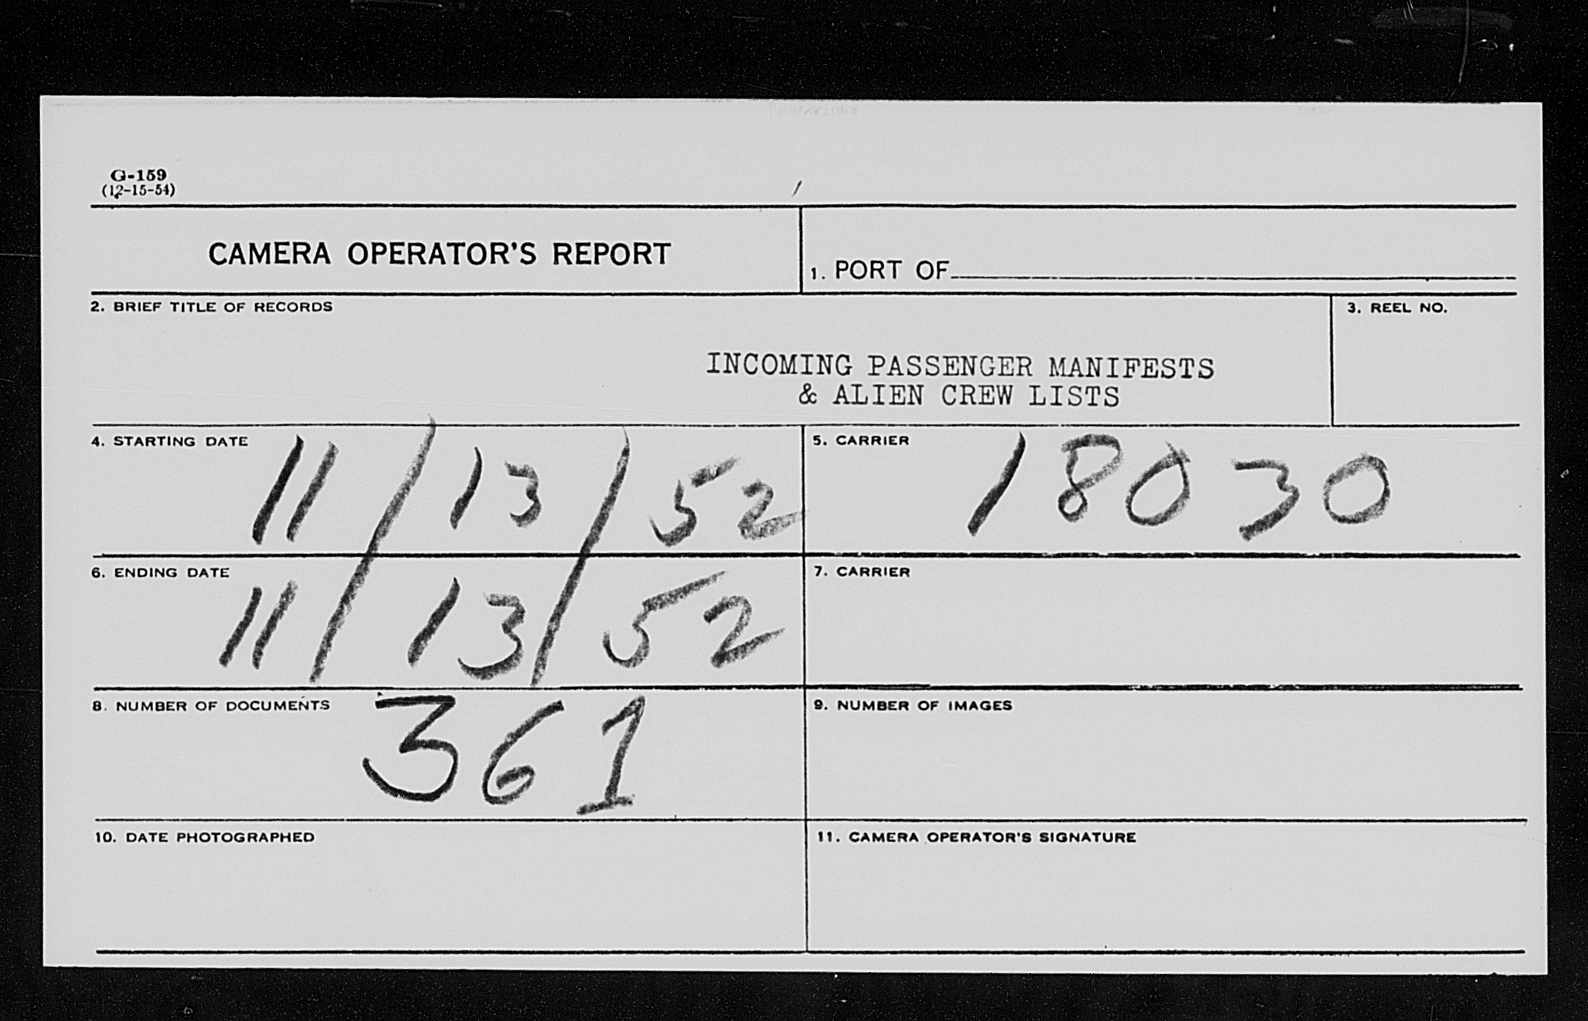 G-159
(12-15-54)
CAMERA OPERATOR'S REPORT
1. PORT OF
2. BRIEF TITLE OF RECORDS
3. REEL NO.
INCOMING PASSENGER MANIFESTS
& ALIEN CREW LISTS
4. STARTING DATE
11/13/52
5. CARRIER
18030
6. ENDING DATE
11/13/52
7. CARRIER
8. NUMBER OF DOCUMENTS
361
9. NUMBER OF IMAGES
10. DATE PHOTOGRAPHED
11. CAMERA OPERATOR'S SIGNATURE